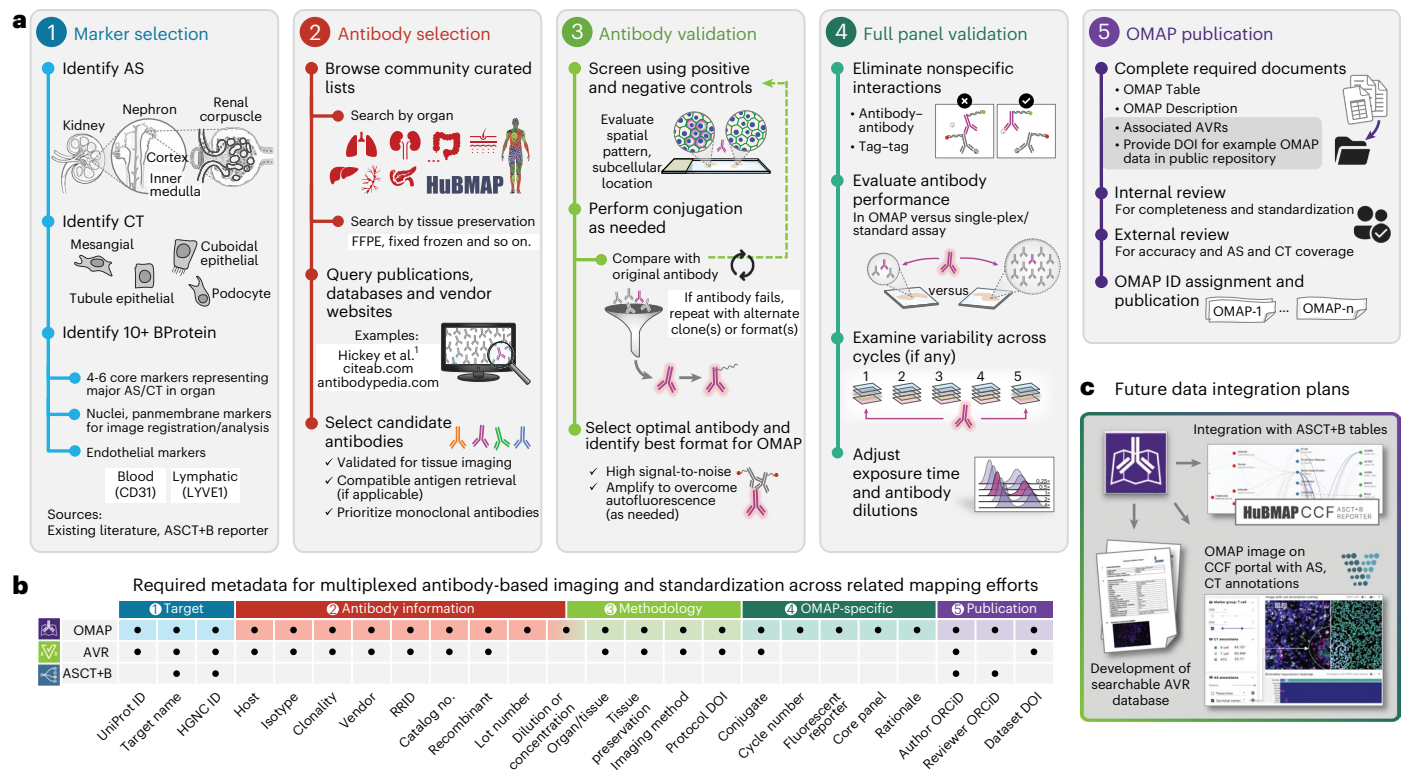 a
1 Marker selection
Identify AS
Nephron
Renal
corpuscle
Kidney
Cortex
Inner
medulla
Identify CT
Mesangial
Cuboidal
epithelial
Tubule epithelial
Podocyte
Identify 10+ BProtein
4-6 core markers representing
major AS/CT in organ
Nuclei, panmembrane markers
for image registration/analysis
Endothelial markers
Blood
(CD31)
Lymphatic
(LYVE1)
Sources:
Existing literature, ASCT+B reporter
2 Antibody selection
Browse community curated
lists
Search by organ
HuBMAP
Search by tissue preservation
FFPE, fixed frozen and so on.
Query publications,
databases and vendor
websites
Examples:
Hickey et al.1
citeab.com
antibodypedia.com
Select candidate
antibodies
✓ Validated for tissue imaging
✓ Compatible antigen retrieval
(if applicable)
✓ Prioritize monoclonal antibodies
3 Antibody validation
Screen using positive
and negative controls
Evaluate
spatial
pattern,
subcellular
location
Perform conjugation
as needed
Compare with
original antibody
If antibody fails,
repeat with alternate
clone(s) or format(s)
Select optimal antibody and
identify best format for OMAP
✓ High signal-to-noise
✓ Amplify to overcome
autofluorescence
(as needed)
4 Full panel validation
Eliminate nonspecific
interactions
• Antibody–
antibody
• Tag–tag
Evaluate antibody
performance
In OMAP versus single-plex/
standard assay
versus
Examine variability across
cycles (if any)
1 2 3 4 5
Adjust
exposure time
and antibody
dilutions
5 OMAP publication
Complete required documents
• OMAP Table
• OMAP Description
• Associated AVRs
• Provide DOI for example OMAP
data in public repository
Internal review
For completeness and standardization
External review
For accuracy and AS and CT coverage
OMAP ID assignment and
publication
OMAP-1 ... OMAP-n
b
Required metadata for multiplexed antibody-based imaging and standardization across related mapping efforts
1 Target 2 Antibody information 3 Methodology 4 OMAP-specific 5 Publication
OMAP
AVR
ASCT+B
UniProt ID
Target name
HGNC ID
Host
Isotype
Clonality
Vendor
RRID
Catalog no.
Recombinant
Lot number
Dilution or
concentration
Organ/tissue
Tissue
preservation
Imaging method
Protocol DOI
Conjugate
Cycle number
Fluorescent
reporter
Core panel
Rationale
Author ORCiD
Reviewer ORCiD
Dataset DOI
c
Future data integration plans
Integration with ASCT+B tables
HuBMAP CCF ASCT+B
REPORTER
OMAP image on
CCF portal with AS,
CT annotations
Development of
searchable AVR
database